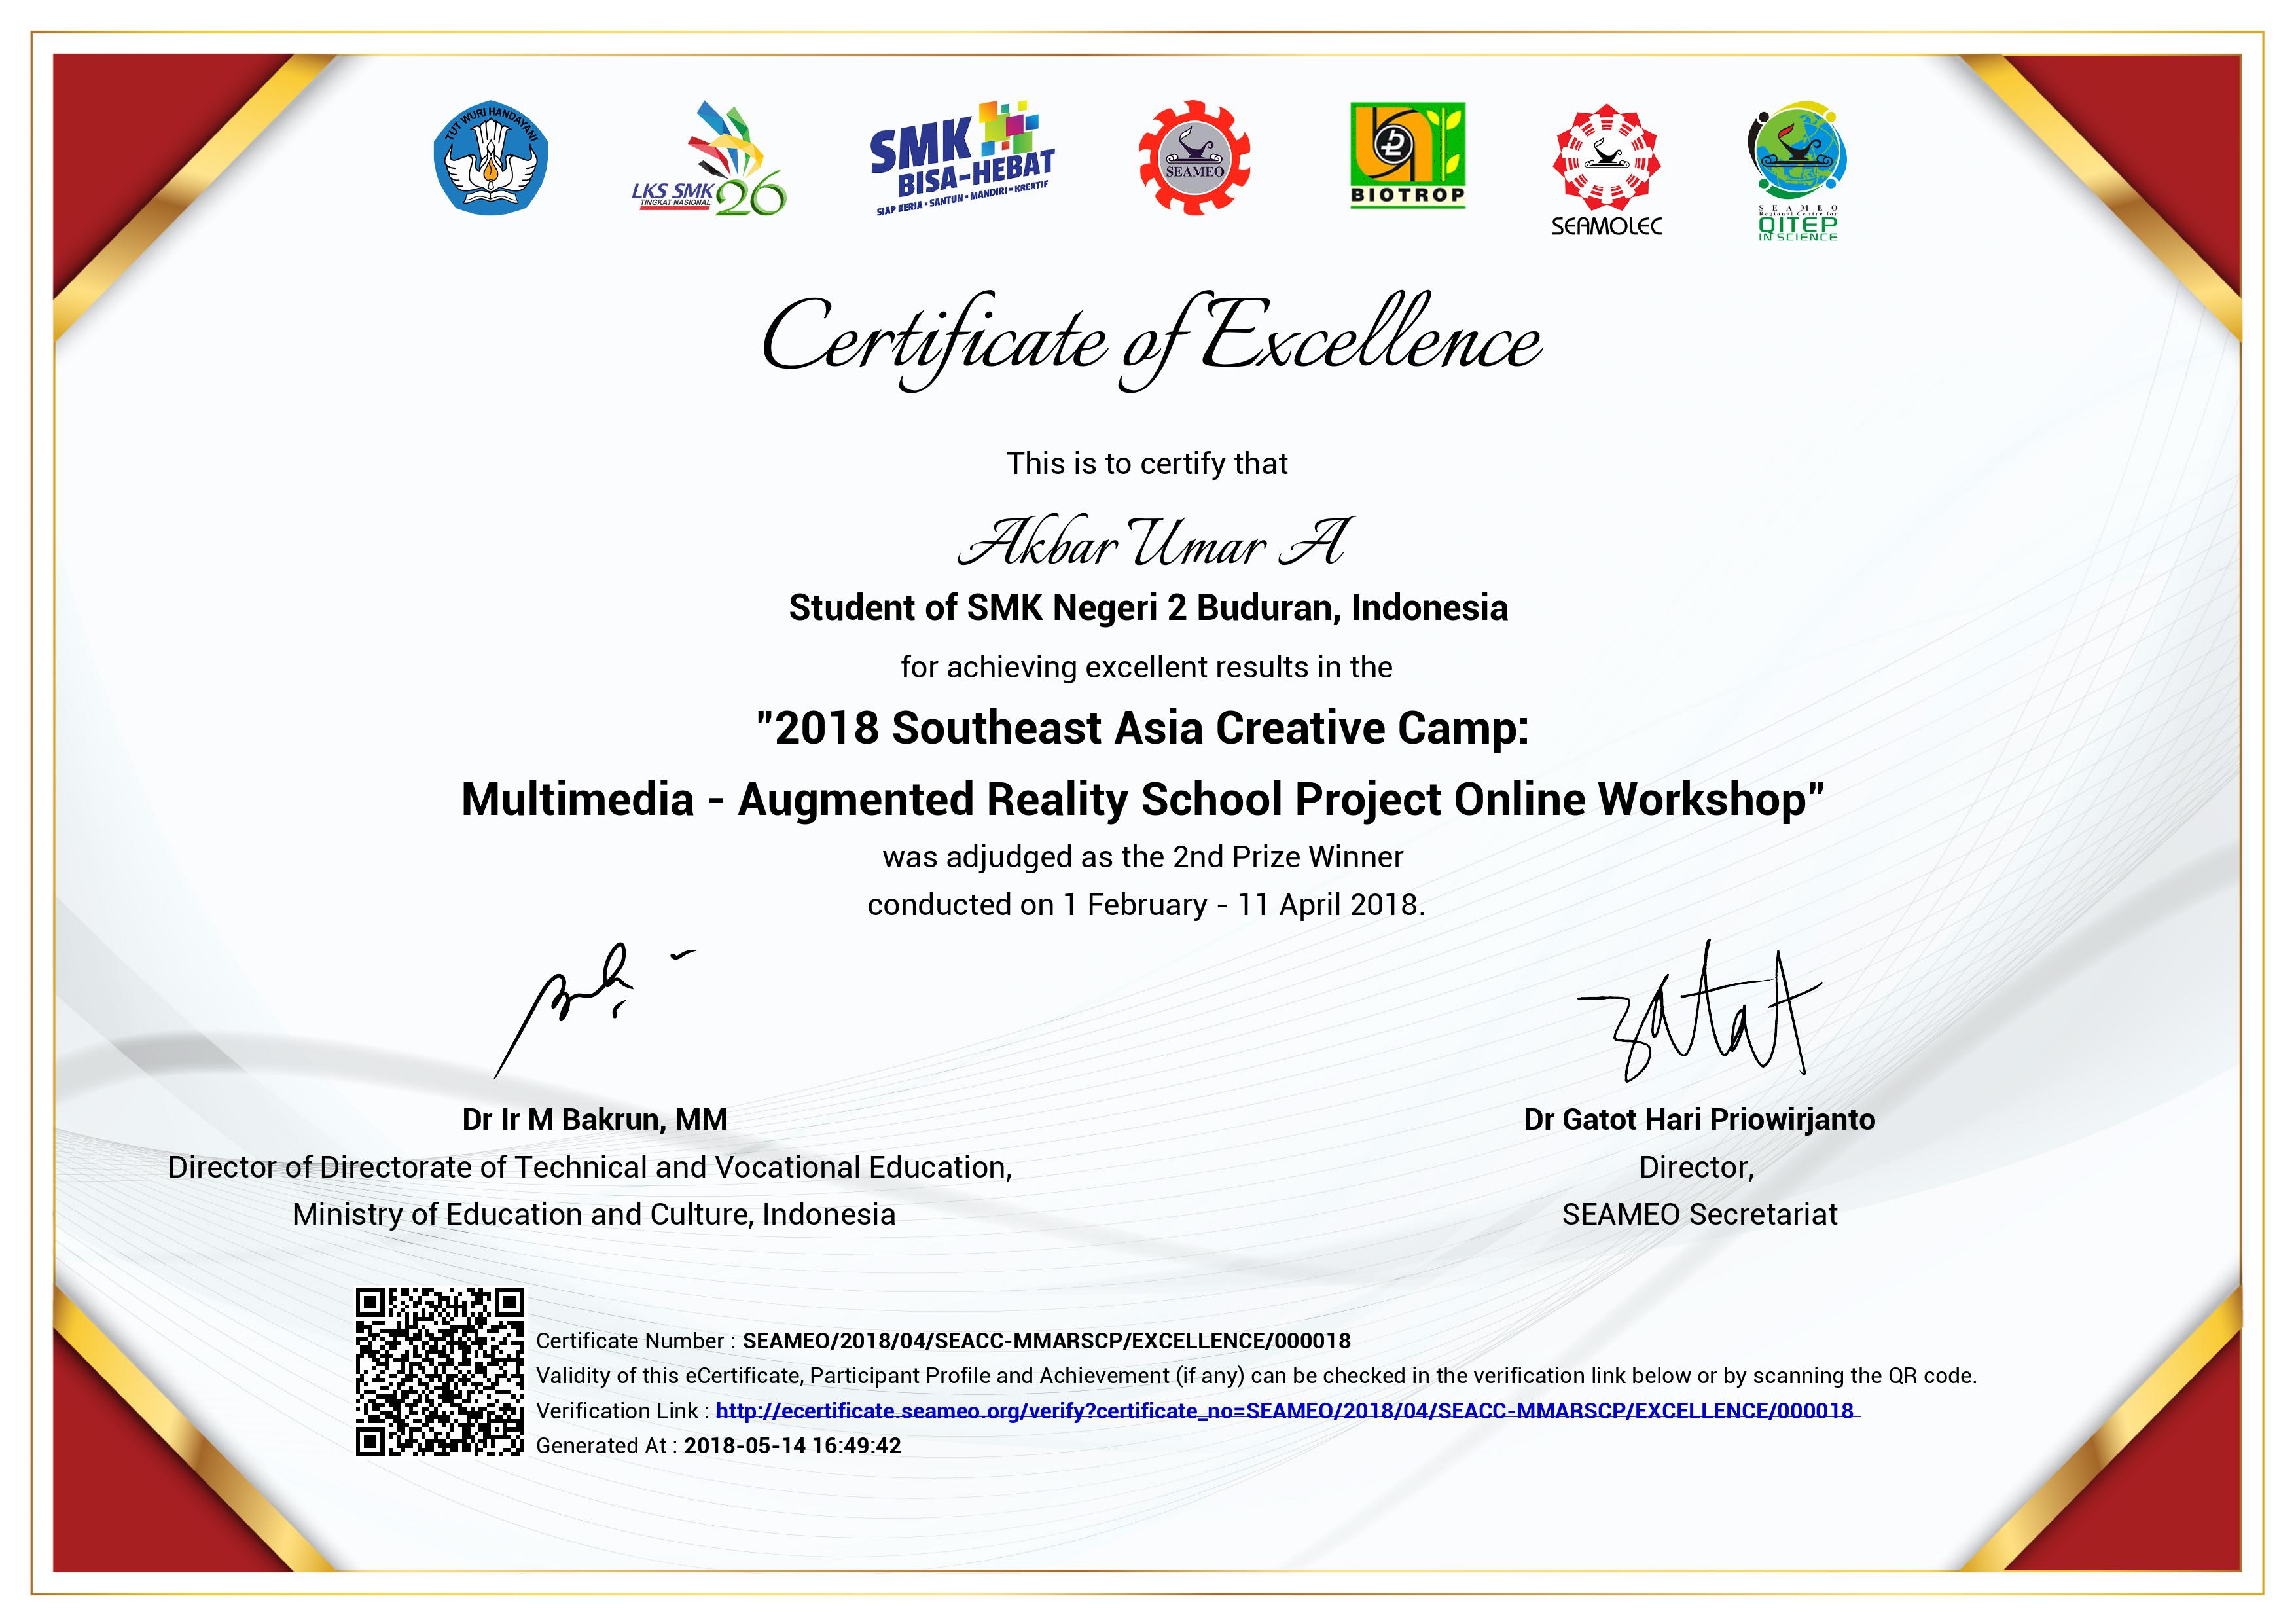 TUT WURI HANDAYANI
LKS SMK 26
TINGKAT NASIONAL
SMK
BISA-HEBAT
SIAP KERJA • SANTUN • MANDIRI • KREATIF
SEAMEO
BIOTROP
SEAMOLEC
SEAMEO
Regional Centre for
QITEP
IN SCIENCE
Certificate of Excellence
This is to certify that
Akbar Umar A
Student of SMK Negeri 2 Buduran, Indonesia
for achieving excellent results in the
"2018 Southeast Asia Creative Camp:
Multimedia - Augmented Reality School Project Online Workshop"
was adjudged as the 2nd Prize Winner
conducted on 1 February - 11 April 2018.
Dr Ir M Bakrun, MM
Director of Directorate of Technical and Vocational Education,
Ministry of Education and Culture, Indonesia
Dr Gatot Hari Priowirjanto
Director,
SEAMEO Secretariat
Certificate Number : SEAMEO/2018/04/SEACC-MMARSCP/EXCELLENCE/000018
Validity of this eCertificate, Participant Profile and Achievement (if any) can be checked in the verification link below or by scanning the QR code.
Verification Link : http://ecertificate.seameo.org/verify?certificate_no=SEAMEO/2018/04/SEACC-MMARSCP/EXCELLENCE/000018
Generated At : 2018-05-14 16:49:42